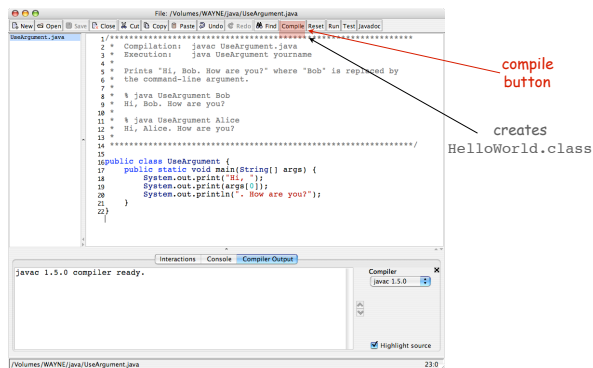 File: /Volumes/WAYNE/java/UseArgument.java
New Open Save Close Cut Copy Paste Undo Redo Find Compile Reset Run Test Javadoc
UseArgument.java
1/****************************************************************
2 *  Compilation:  javac UseArgument.java
3 *  Execution:    java UseArgument yourname
4 *
5 *  Prints "Hi, Bob. How are you?" where "Bob" is replaced by
6 *  the command-line argument.
7 *
8 *  % java UseArgument Bob
9 *  Hi, Bob. How are you?
10 *
11 *  % java UseArgument Alice
12 *  Hi, Alice. How are you?
13 *
14 ****************************************************************/
15
16public class UseArgument {
17    public static void main(String[] args) {
18        System.out.print("Hi, ");
19        System.out.print(args[0]);
20        System.out.println(". How are you?");
21    }
22}
compile
button
creates
HelloWorld.class
Interactions Console Compiler Output
javac 1.5.0 compiler ready.
Compiler
javac 1.5.0
Highlight source
/Volumes/WAYNE/java/UseArgument.java 23:0